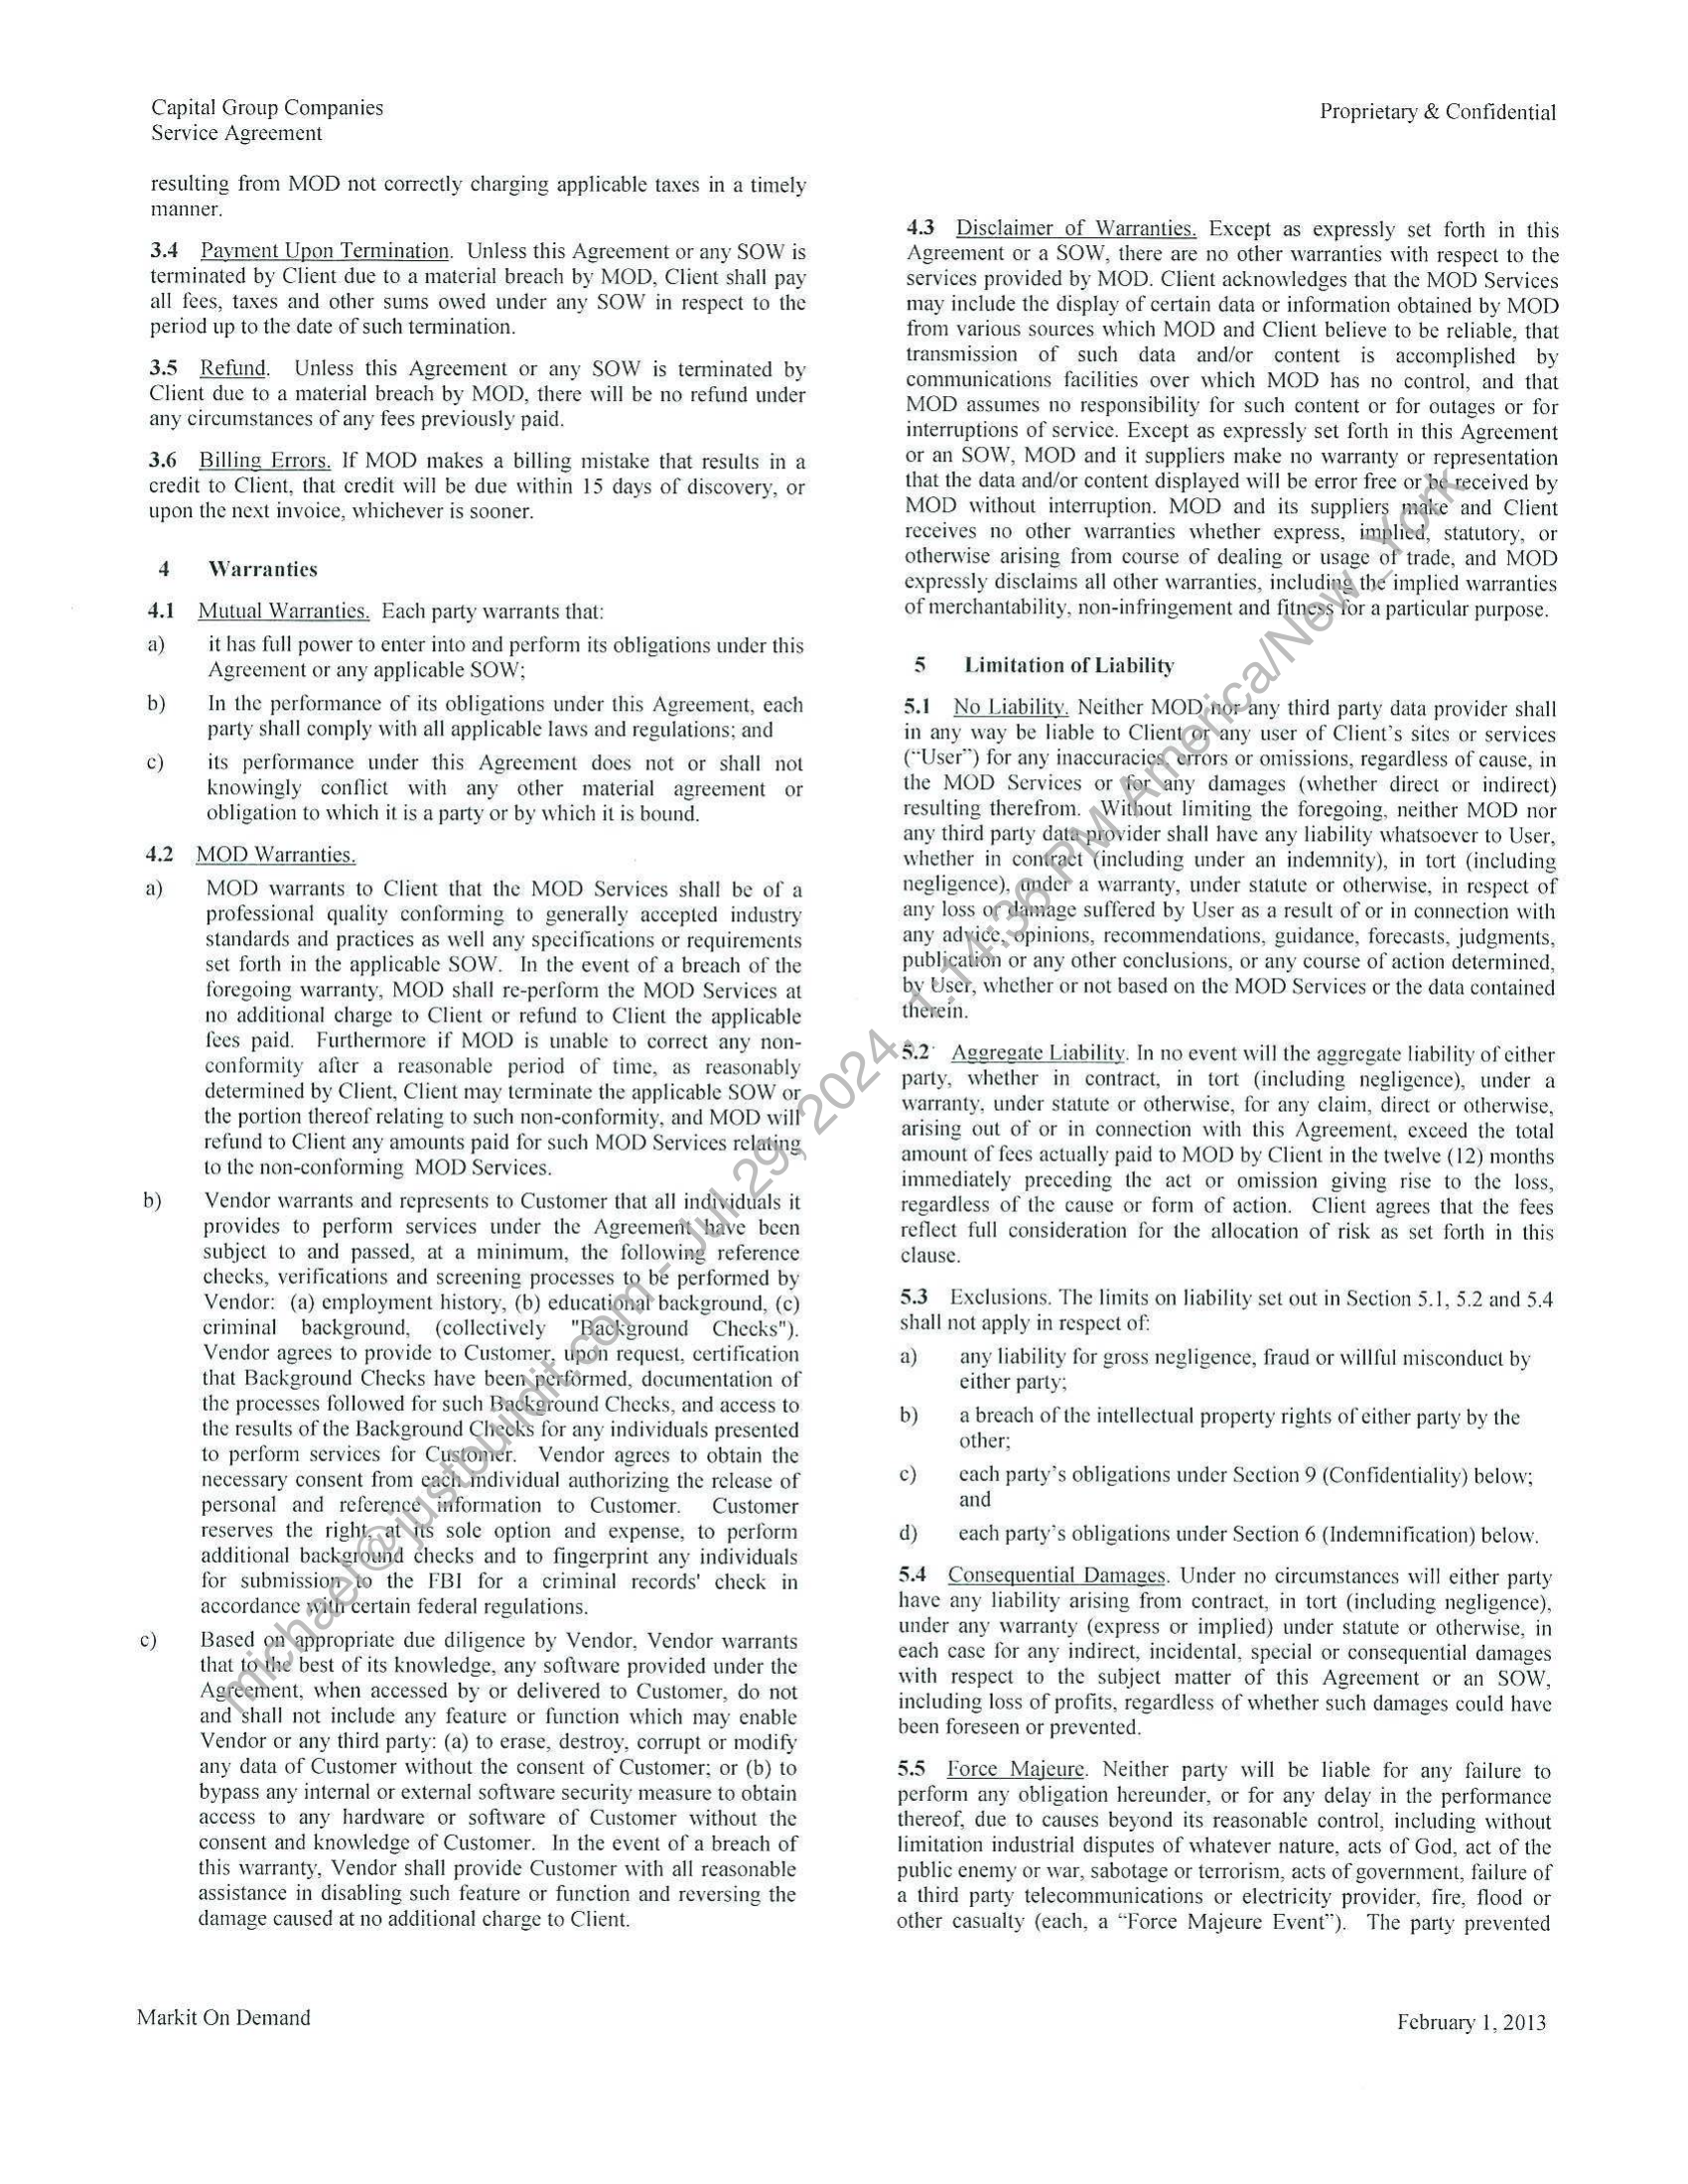 Capital Group Companies
Service Agreement
Proprietary & Confidential
resulting from MOD not correctly charging applicable taxes in a timely
manner.
3.4 Payment Upon Termination. Unless this Agreement or any SOW is
terminated by Client due to a material breach by MOD, Client shall pay
all fees, taxes and other sums owed under any SOW in respect to the
period up to the date of such termination.
3.5 Refund. Unless this Agreement or any SOW is terminated by
Client due to a material breach by MOD, there will be no refund under
any circumstances of any fees previously paid.
3.6 Billing Errors. If MOD makes a billing mistake that results in a
credit to Client, that credit will be due within 15 days of discovery, or
upon the next invoice, whichever is sooner.
4 Warranties
4.1 Mutual Warranties. Each party warrants that:
a) it has full power to enter into and perform its obligations under this
Agreement or any applicable SOW;
b) In the performance of its obligations under this Agreement, each
party shall comply with all applicable laws and regulations; and
c) its performance under this Agreement does not or shall not
knowingly conflict with any other material agreement or
obligation to which it is a party or by which it is bound.
4.2 MOD Warranties.
a) MOD warrants to Client that the MOD Services shall be of a
professional quality conforming to generally accepted industry
standards and practices as well any specifications or requirements
set forth in the applicable SOW. In the event of a breach of the
foregoing warranty, MOD shall re-perform the MOD Services at
no additional charge to Client or refund to Client the applicable
fees paid. Furthermore if MOD is unable to correct any non-
conformity after a reasonable period of time, as reasonably
determined by Client, Client may terminate the applicable SOW or
the portion thereof relating to such non-conformity, and MOD will
refund to Client any amounts paid for such MOD Services relating
to the non-conforming MOD Services.
b) Vendor warrants and represents to Customer that all individuals it
provides to perform services under the Agreement have been
subject to and passed, at a minimum, the following reference
checks, verifications and screening processes to be performed by
Vendor: (a) employment history, (b) educational background, (c)
criminal background, (collectively "Background Checks").
Vendor agrees to provide to Customer, upon request, certification
that Background Checks have been performed, documentation of
the processes followed for such Background Checks, and access to
the results of the Background Checks for any individuals presented
to perform services for Customer. Vendor agrees to obtain the
necessary consent from each individual authorizing the release of
personal and reference information to Customer. Customer
reserves the right, at its sole option and expense, to perform
additional background checks and to fingerprint any individuals
for submission to the FBI for a criminal records' check in
accordance with certain federal regulations.
c) Based on appropriate due diligence by Vendor, Vendor warrants
that to the best of its knowledge, any software provided under the
Agreement, when accessed by or delivered to Customer, do not
and shall not include any feature or function which may enable
Vendor or any third party: (a) to erase, destroy, corrupt or modify
any data of Customer without the consent of Customer; or (b) to
bypass any internal or external software security measure to obtain
access to any hardware or software of Customer without the
consent and knowledge of Customer. In the event of a breach of
this warranty, Vendor shall provide Customer with all reasonable
assistance in disabling such feature or function and reversing the
damage caused at no additional charge to Client.
4.3 Disclaimer of Warranties. Except as expressly set forth in this
Agreement or a SOW, there are no other warranties with respect to the
services provided by MOD. Client acknowledges that the MOD Services
may include the display of certain data or information obtained by MOD
from various sources which MOD and Client believe to be reliable, that
transmission of such data and/or content is accomplished by
communications facilities over which MOD has no control, and that
MOD assumes no responsibility for such content or for outages or for
interruptions of service. Except as expressly set forth in this Agreement
or an SOW, MOD and it suppliers make no warranty or representation
that the data and/or content displayed will be error free or be received by
MOD without interruption. MOD and its suppliers make and Client
receives no other warranties whether express, implied, statutory, or
otherwise arising from course of dealing or usage of trade, and MOD
expressly disclaims all other warranties, including the implied warranties
of merchantability, non-infringement and fitness for a particular purpose.
5 Limitation of Liability
5.1 No Liability. Neither MOD nor any third party data provider shall
in any way be liable to Client or any user of Client's sites or services
("User") for any inaccuracies, errors or omissions, regardless of cause, in
the MOD Services or for any damages (whether direct or indirect)
resulting therefrom. Without limiting the foregoing, neither MOD nor
any third party data provider shall have any liability whatsoever to User,
whether in contract (including under an indemnity), in tort (including
negligence), under a warranty, under statute or otherwise, in respect of
any loss or damage suffered by User as a result of or in connection with
any advice, opinions, recommendations, guidance, forecasts, judgments,
publication or any other conclusions, or any course of action determined,
by User, whether or not based on the MOD Services or the data contained
therein.
5.2 Aggregate Liability. In no event will the aggregate liability of either
party, whether in contract, in tort (including negligence), under a
warranty, under statute or otherwise, for any claim, direct or otherwise,
arising out of or in connection with this Agreement, exceed the total
amount of fees actually paid to MOD by Client in the twelve (12) months
immediately preceding the act or omission giving rise to the loss,
regardless of the cause or form of action. Client agrees that the fees
reflect full consideration for the allocation of risk as set forth in this
clause.
5.3 Exclusions. The limits on liability set out in Section 5.1, 5.2 and 5.4
shall not apply in respect of:
a) any liability for gross negligence, fraud or willful misconduct by
either party;
b) a breach of the intellectual property rights of either party by the
other;
c) each party's obligations under Section 9 (Confidentiality) below;
and
d) each party's obligations under Section 6 (Indemnification) below.
5.4 Consequential Damages. Under no circumstances will either party
have any liability arising from contract, in tort (including negligence),
under any warranty (express or implied) under statute or otherwise, in
each case for any indirect, incidental, special or consequential damages
with respect to the subject matter of this Agreement or an SOW,
including loss of profits, regardless of whether such damages could have
been foreseen or prevented.
5.5 Force Majeure. Neither party will be liable for any failure to
perform any obligation hereunder, or for any delay in the performance
thereof, due to causes beyond its reasonable control, including without
limitation industrial disputes of whatever nature, acts of God, act of the
public enemy or war, sabotage or terrorism, acts of government, failure of
a third party telecommunications or electricity provider, fire, flood or
other casualty (each, a "Force Majeure Event"). The party prevented
Markit On Demand
February 1, 2013
michael@justbuildit.com - Jul 29, 2024, 1:14:36 PM America/New_York